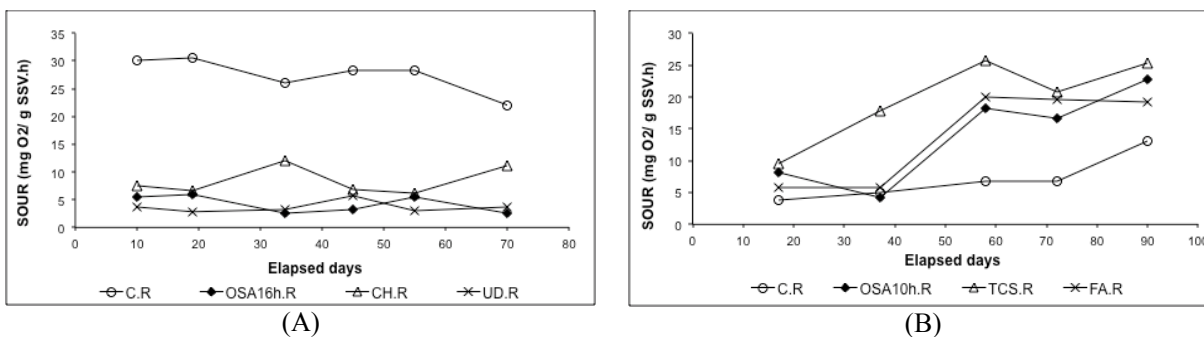 SOUR (mg O2/ g SSV.h)
35
30
25
20
15
10
5
0
0 10 20 30 40 50 60 70 80
Elapsed days
C.R OSA16h.R CH.R UD.R
(A)
SOUR (mg O2/ g SSV.h)
30
25
20
15
10
5
0
0 10 20 30 40 50 60 70 80 90 100
Elapsed days
C.R OSA10h.R TCS.R FA.R
(B)